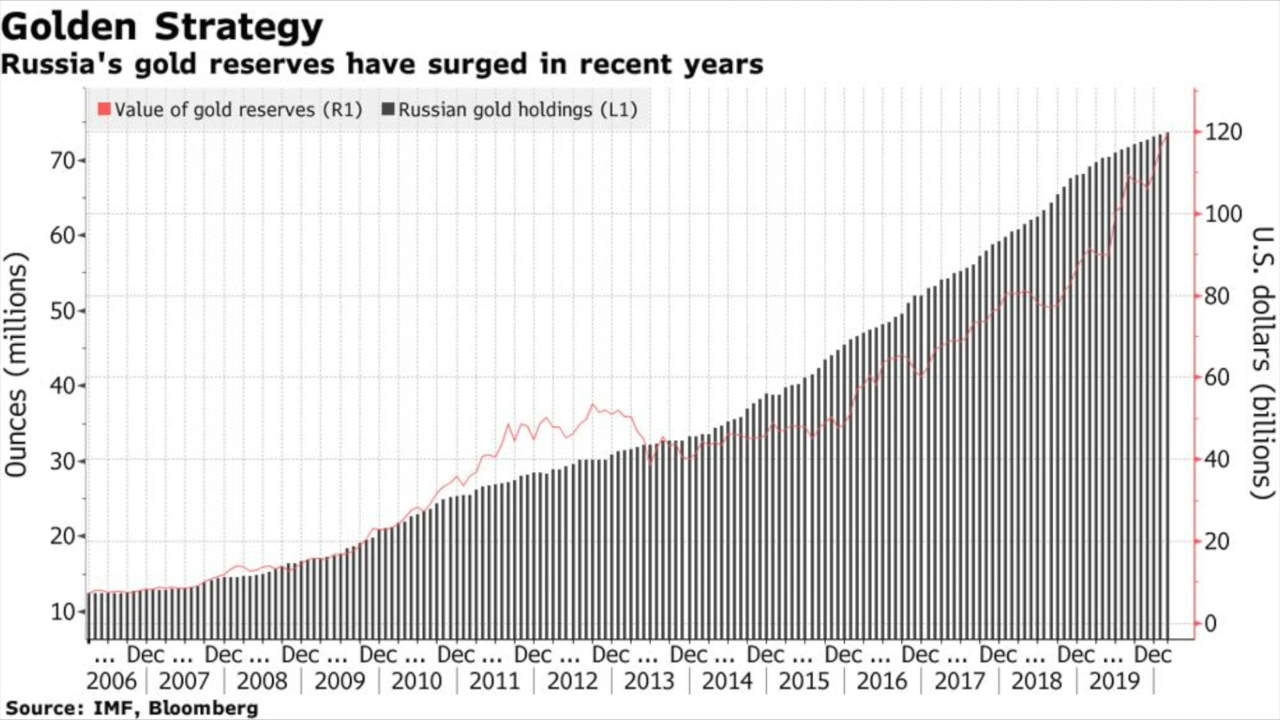 Golden Strategy
Russia's gold reserves have surged in recent years
Value of gold reserves (R1) Russian gold holdings (L1)
Ounces (millions)
70
60
50
40
30
20
10
120
100
80
60
40
20
0
U.S. dollars (billions)
... Dec ... Dec ... Dec ... Dec ... Dec ... Dec ... Dec ... Dec ... Dec ... Dec ... Dec ... Dec ... Dec ... Dec
2006 2007 2008 2009 2010 2011 2012 2013 2014 2015 2016 2017 2018 2019
Source: IMF, Bloomberg